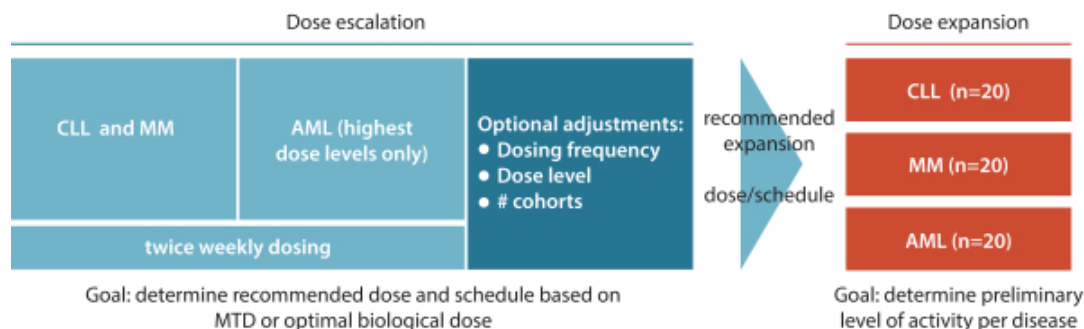 Dose escalation
Dose expansion
CLL and MM
AML (highest
dose levels only)
Optional adjustments:
● Dosing frequency
● Dose level
● # cohorts
twice weekly dosing
recommended
expansion
dose/schedule
CLL (n=20)
MM (n=20)
AML (n=20)
Goal: determine recommended dose and schedule based on
MTD or optimal biological dose
Goal: determine preliminary
level of activity per disease